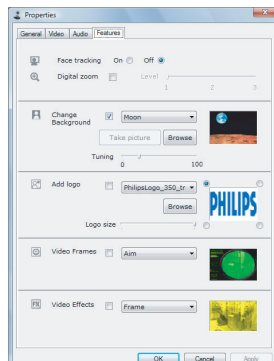 Properties
General Video Audio Features
Face tracking On Off
Digital zoom Level
1 2 3
Change Background Moon
Take picture Browse
Tuning
0 100
Add logo PhilipsLogo_350_tr
PHILIPS
Browse
Logo size
Video Frames Aim
FX Video Effects Frame
OK Cancel Apply